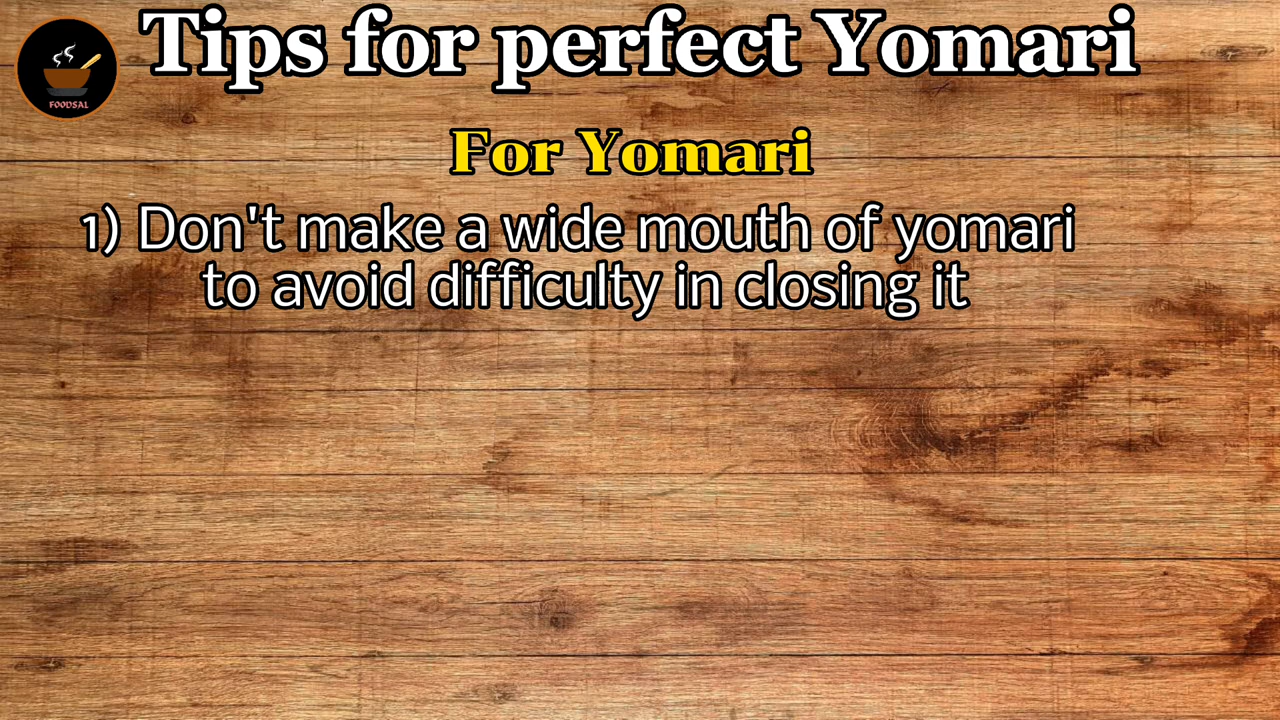 Tips for perfect Yomari
FOODSAL
For Yomari
1) Don't make a wide mouth of yomari
to avoid difficulty in closing it